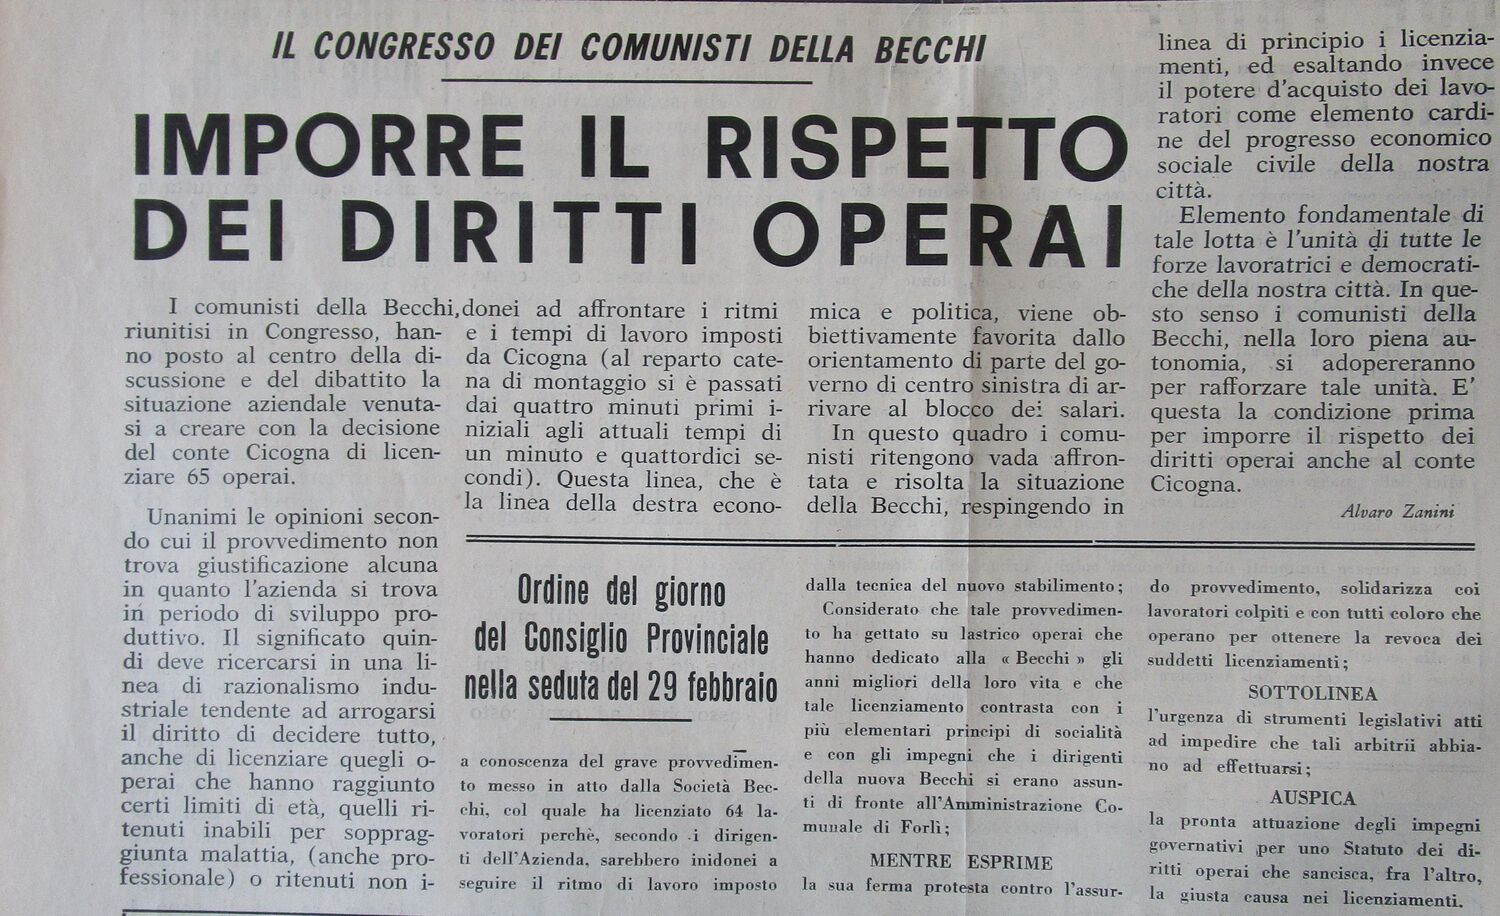 IL CONGRESSO DEI COMUNISTI DELLA BECCHI
IMPORRE IL RISPETTO
DEI DIRITTI OPERAI
I comunisti della Becchi,
riunitisi in Congresso, han-
no posto al centro della di-
scussione e del dibattito la
situazione aziendale venuta-
si a creare con la decisione
del conte Cicogna di licen-
ziare 65 operai.
Unanimi le opinioni secon-
do cui il provvedimento non
trova giustificazione alcuna
in quanto l'azienda si trova
in periodo di sviluppo pro-
duttivo. Il significato quin-
di deve ricercarsi in una li-
nea di razionalismo indu-
striale tendente ad arrogarsi
il diritto di decidere tutto,
anche di licenziare quegli o-
perai che hanno raggiunto
certi limiti di età, quelli ri-
tenuti inabili per soprag-
giunta malattia, (anche pro-
fessionale) o ritenuti non i-
donei ad affrontare i ritmi
e i tempi di lavoro imposti
da Cicogna (al reparto cate-
na di montaggio si è passati
dai quattro minuti primi i-
niziali agli attuali tempi di
un minuto e quattordici se-
condi). Questa linea, che è
la linea della destra econo-
mica e politica, viene ob-
biettivamente favorita dallo
orientamento di parte del go-
verno di centro sinistra di ar-
rivare al blocco dei salari.
In questo quadro i comu-
nisti ritengono vada affron-
tata e risolta la situazione
della Becchi, respingendo in
linea di principio i licenzia-
menti, ed esaltando invece
il potere d'acquisto dei lavo-
ratori come elemento cardi-
ne del progresso economico
sociale civile della nostra
città.
Elemento fondamentale di
tale lotta è l'unità di tutte le
forze lavoratrici e democrati-
che della nostra città. In que-
sto senso i comunisti della
Becchi, nella loro piena au-
tonomia, si adopereranno
per rafforzare tale unità. E'
questa la condizione prima
per imporre il rispetto dei
diritti operai anche al conte
Cicogna.
Alvaro Zanini
Ordine del giorno
del Consiglio Provinciale
nella seduta del 29 febbraio
a conoscenza del grave provvedimen-
to messo in atto dalla Società Bec-
chi, col quale ha licenziato 64 la-
voratori perchè, secondo i dirigen-
ti dell'Azienda, sarebbero inidonei a
seguire il ritmo di lavoro imposto
dalla tecnica del nuovo stabilimento;
Considerato che tale provvedimen-
to ha gettato su lastrico operai che
hanno dedicato alla « Becchi » gli
anni migliori della loro vita e che
tale licenziamento contrasta con i
più elementari principi di socialità
e con gli impegni che i dirigenti
della nuova Becchi si erano assun-
ti di fronte all'Amministrazione Co-
munale di Forlì;
MENTRE ESPRIME
la sua ferma protesta contro l'assur-
do provvedimento, solidarizza coi
lavoratori colpiti e con tutti coloro che
operano per ottenere la revoca dei
suddetti licenziamenti;
SOTTOLINEA
l'urgenza di strumenti legislativi atti
ad impedire che tali arbitrii abbia-
no ad effettuarsi;
AUSPICA
la pronta attuazione degli impegni
governativi per uno Statuto dei di-
ritti operai che sancisca, fra l'altro,
la giusta causa nei licenziamenti.